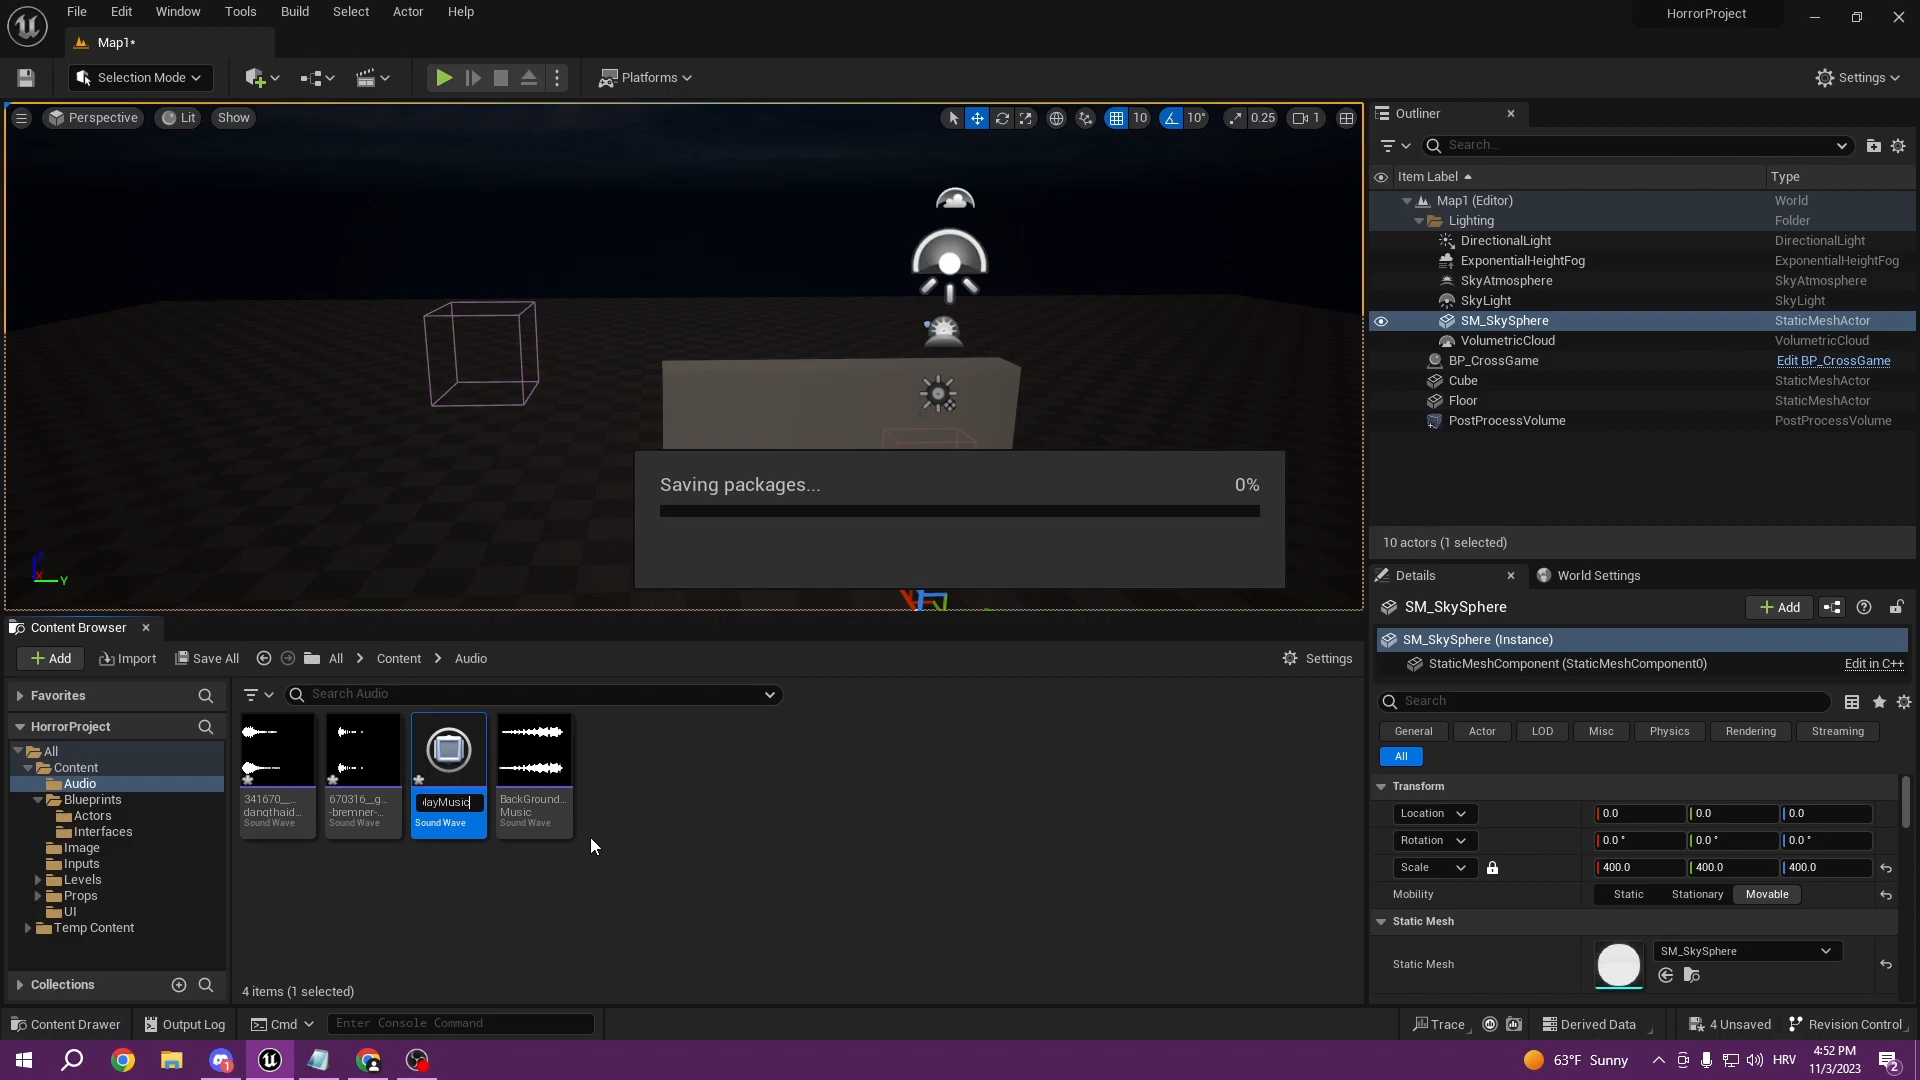 File Edit Window Tools Build Select Actor Help
HorrorProject
Map1*
Selection Mode
Platforms
Settings
Perspective Lit Show
10 10° 0.25 1
Outliner
Search...
Item Label Type
Map1 (Editor) World
Lighting Folder
DirectionalLight DirectionalLight
ExponentialHeightFog ExponentialHeightFog
SkyAtmosphere SkyAtmosphere
SkyLight SkyLight
SM_SkySphere StaticMeshActor
VolumetricCloud VolumetricCloud
BP_CrossGame Edit BP_CrossGame
Cube StaticMeshActor
Floor StaticMeshActor
PostProcessVolume PostProcessVolume
10 actors (1 selected)
Saving packages... 0%
Y
Details World Settings
SM_SkySphere
Add
SM_SkySphere (Instance)
StaticMeshComponent (StaticMeshComponent0) Edit in C++
Search
General Actor LOD Misc Physics Rendering Streaming
All
Transform
Location 0.0 0.0 0.0
Rotation 0.0 ° 0.0 ° 0.0 °
Scale 400.0 400.0 400.0
Mobility Static Stationary Movable
Static Mesh
Static Mesh SM_SkySphere
Content Browser
Add Import Save All All Content Audio Settings
Favorites
Search Audio
HorrorProject
All
Content
Audio
Blueprints
Actors
Interfaces
Image
Inputs
Levels
Props
UI
Temp Content
Collections
341670__...
dangthaid...
Sound Wave
670316__g...
-bremner-...
Sound Wave
layMusic
Sound Wave
BackGround...
Music
Sound Wave
4 items (1 selected)
Content Drawer Output Log Cmd Enter Console Command
Trace Derived Data 4 Unsaved Revision Control
63°F Sunny HRV
4:52 PM
11/3/2023
1
2